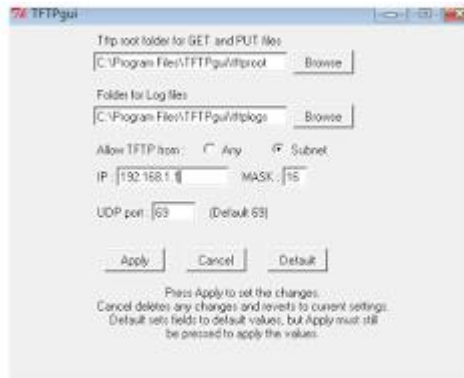 TFTPgui
Tftp root folder for GET and PUT files
C:\Program Files\TFTPgui\tftproot Browse
Folder for Log files
C:\Program Files\TFTPgui\tftplogs Browse
Allow TFTP from: Any Subnet
IP : 192.168.1.1 MASK : 16
UDP port : 69 (Default 69)
Apply Cancel Default
Press Apply to set the changes.
Cancel deletes any changes and reverts to current settings.
Default sets fields to default values, but Apply must still
be pressed to apply the values.